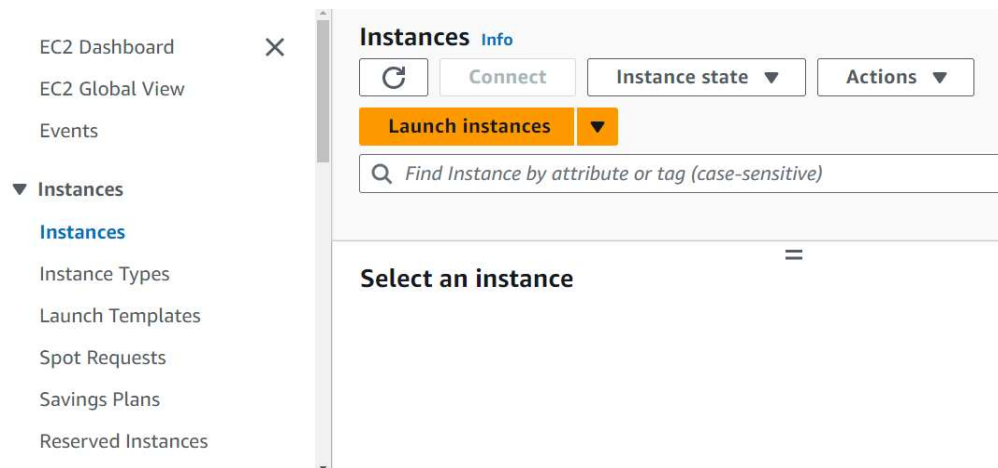 EC2 Dashboard
EC2 Global View
Events
Instances
Instances
Instance Types
Launch Templates
Spot Requests
Savings Plans
Reserved Instances
Instances Info
Connect Instance state Actions
Launch instances
Find Instance by attribute or tag (case-sensitive)
Select an instance